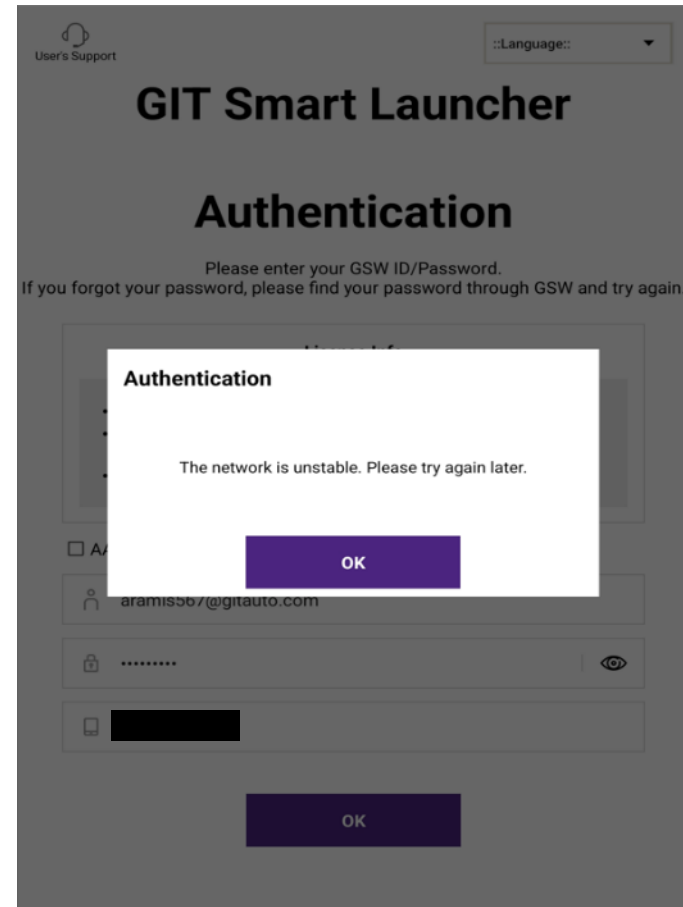 User's Support
::Language::
GIT Smart Launcher
Authentication
Please enter your GSW ID/Password.
If you forgot your password, please find your password through GSW and try again.
Authentication
The network is unstable. Please try again later.
OK
aramis567@gitauto.com
•••••••••
OK